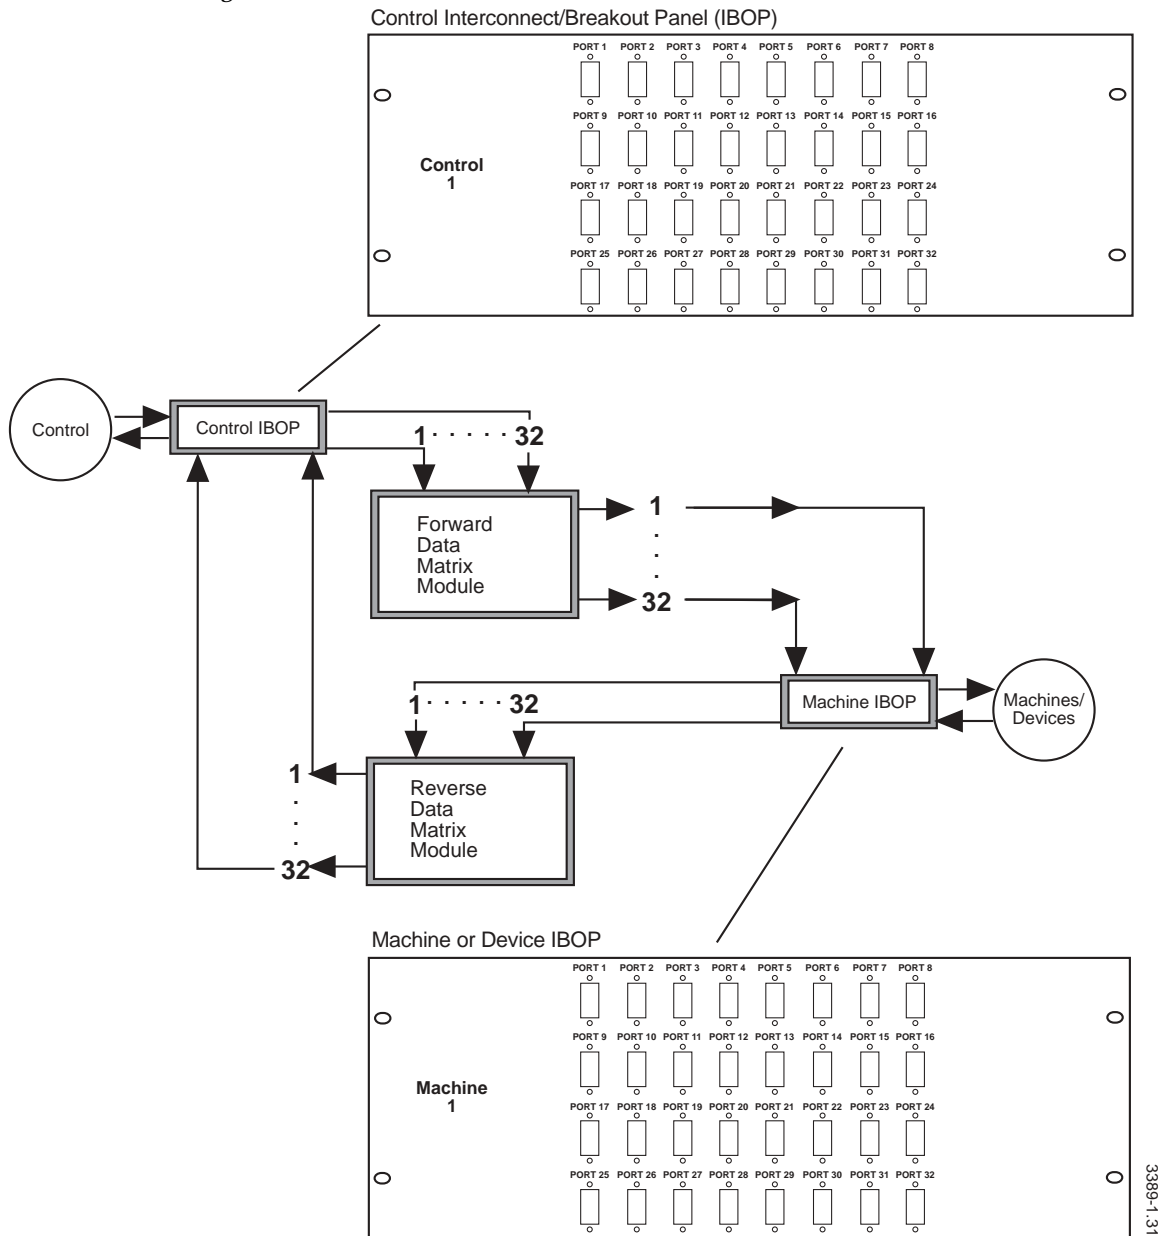 Control Interconnect/Breakout Panel (IBOP)
PORT 1 PORT 2 PORT 3 PORT 4 PORT 5 PORT 6 PORT 7 PORT 8
PORT 9 PORT 10 PORT 11 PORT 12 PORT 13 PORT 14 PORT 15 PORT 16
Control
1
PORT 17 PORT 18 PORT 19 PORT 20 PORT 21 PORT 22 PORT 23 PORT 24
PORT 25 PORT 26 PORT 27 PORT 28 PORT 29 PORT 30 PORT 31 PORT 32
Control
Control IBOP
1 · · · · · 32
Forward
Data
Matrix
Module
1
.
.
.
32
Machine IBOP
Machines/
Devices
1 · · · · · 32
Reverse
Data
Matrix
Module
1
.
.
.
32
Machine or Device IBOP
PORT 1 PORT 2 PORT 3 PORT 4 PORT 5 PORT 6 PORT 7 PORT 8
PORT 9 PORT 10 PORT 11 PORT 12 PORT 13 PORT 14 PORT 15 PORT 16
Machine
1
PORT 17 PORT 18 PORT 19 PORT 20 PORT 21 PORT 22 PORT 23 PORT 24
PORT 25 PORT 26 PORT 27 PORT 28 PORT 29 PORT 30 PORT 31 PORT 32
3389-1.31